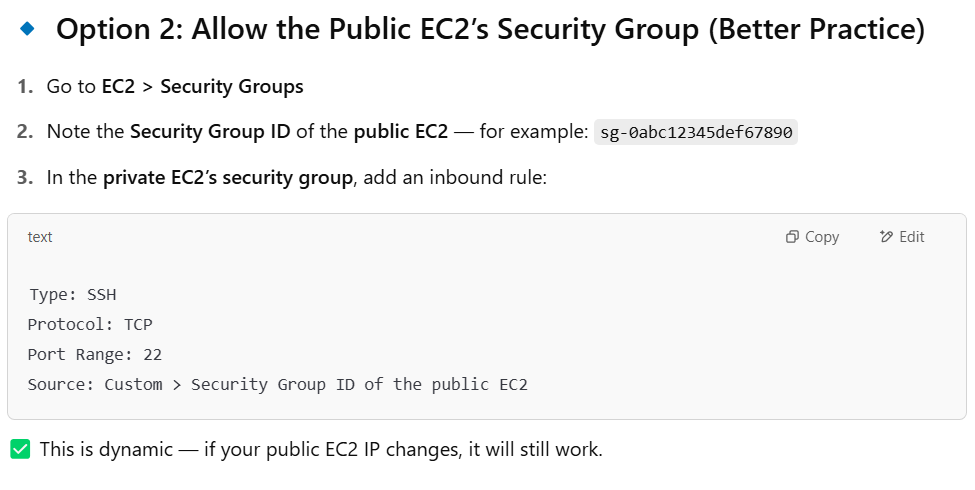 Option 2: Allow the Public EC2’s Security Group (Better Practice)
1. Go to EC2 > Security Groups
2. Note the Security Group ID of the public EC2 — for example: sg-0abc12345def67890
3. In the private EC2’s security group, add an inbound rule:
text Copy Edit
Type: SSH
Protocol: TCP
Port Range: 22
Source: Custom > Security Group ID of the public EC2
This is dynamic — if your public EC2 IP changes, it will still work.